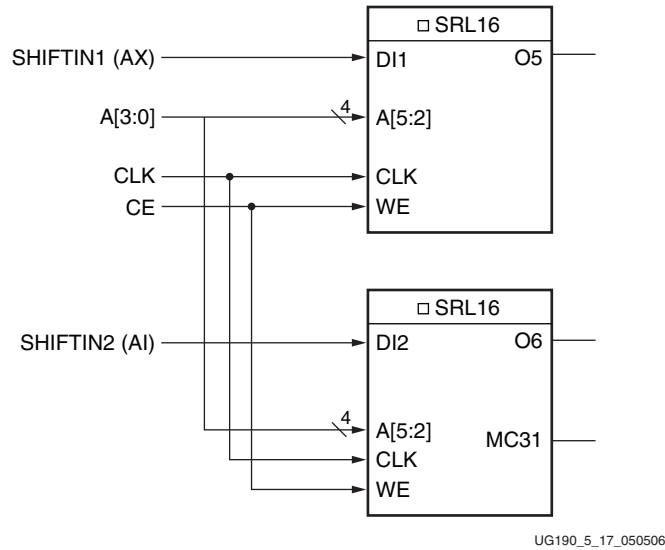 □ SRL16
SHIFTIN1 (AX)
DI1
O5
A[3:0]
4
A[5:2]
CLK
CLK
CE
WE
□ SRL16
SHIFTIN2 (AI)
DI2
O6
4
A[5:2]
MC31
CLK
WE
UG190_5_17_050506